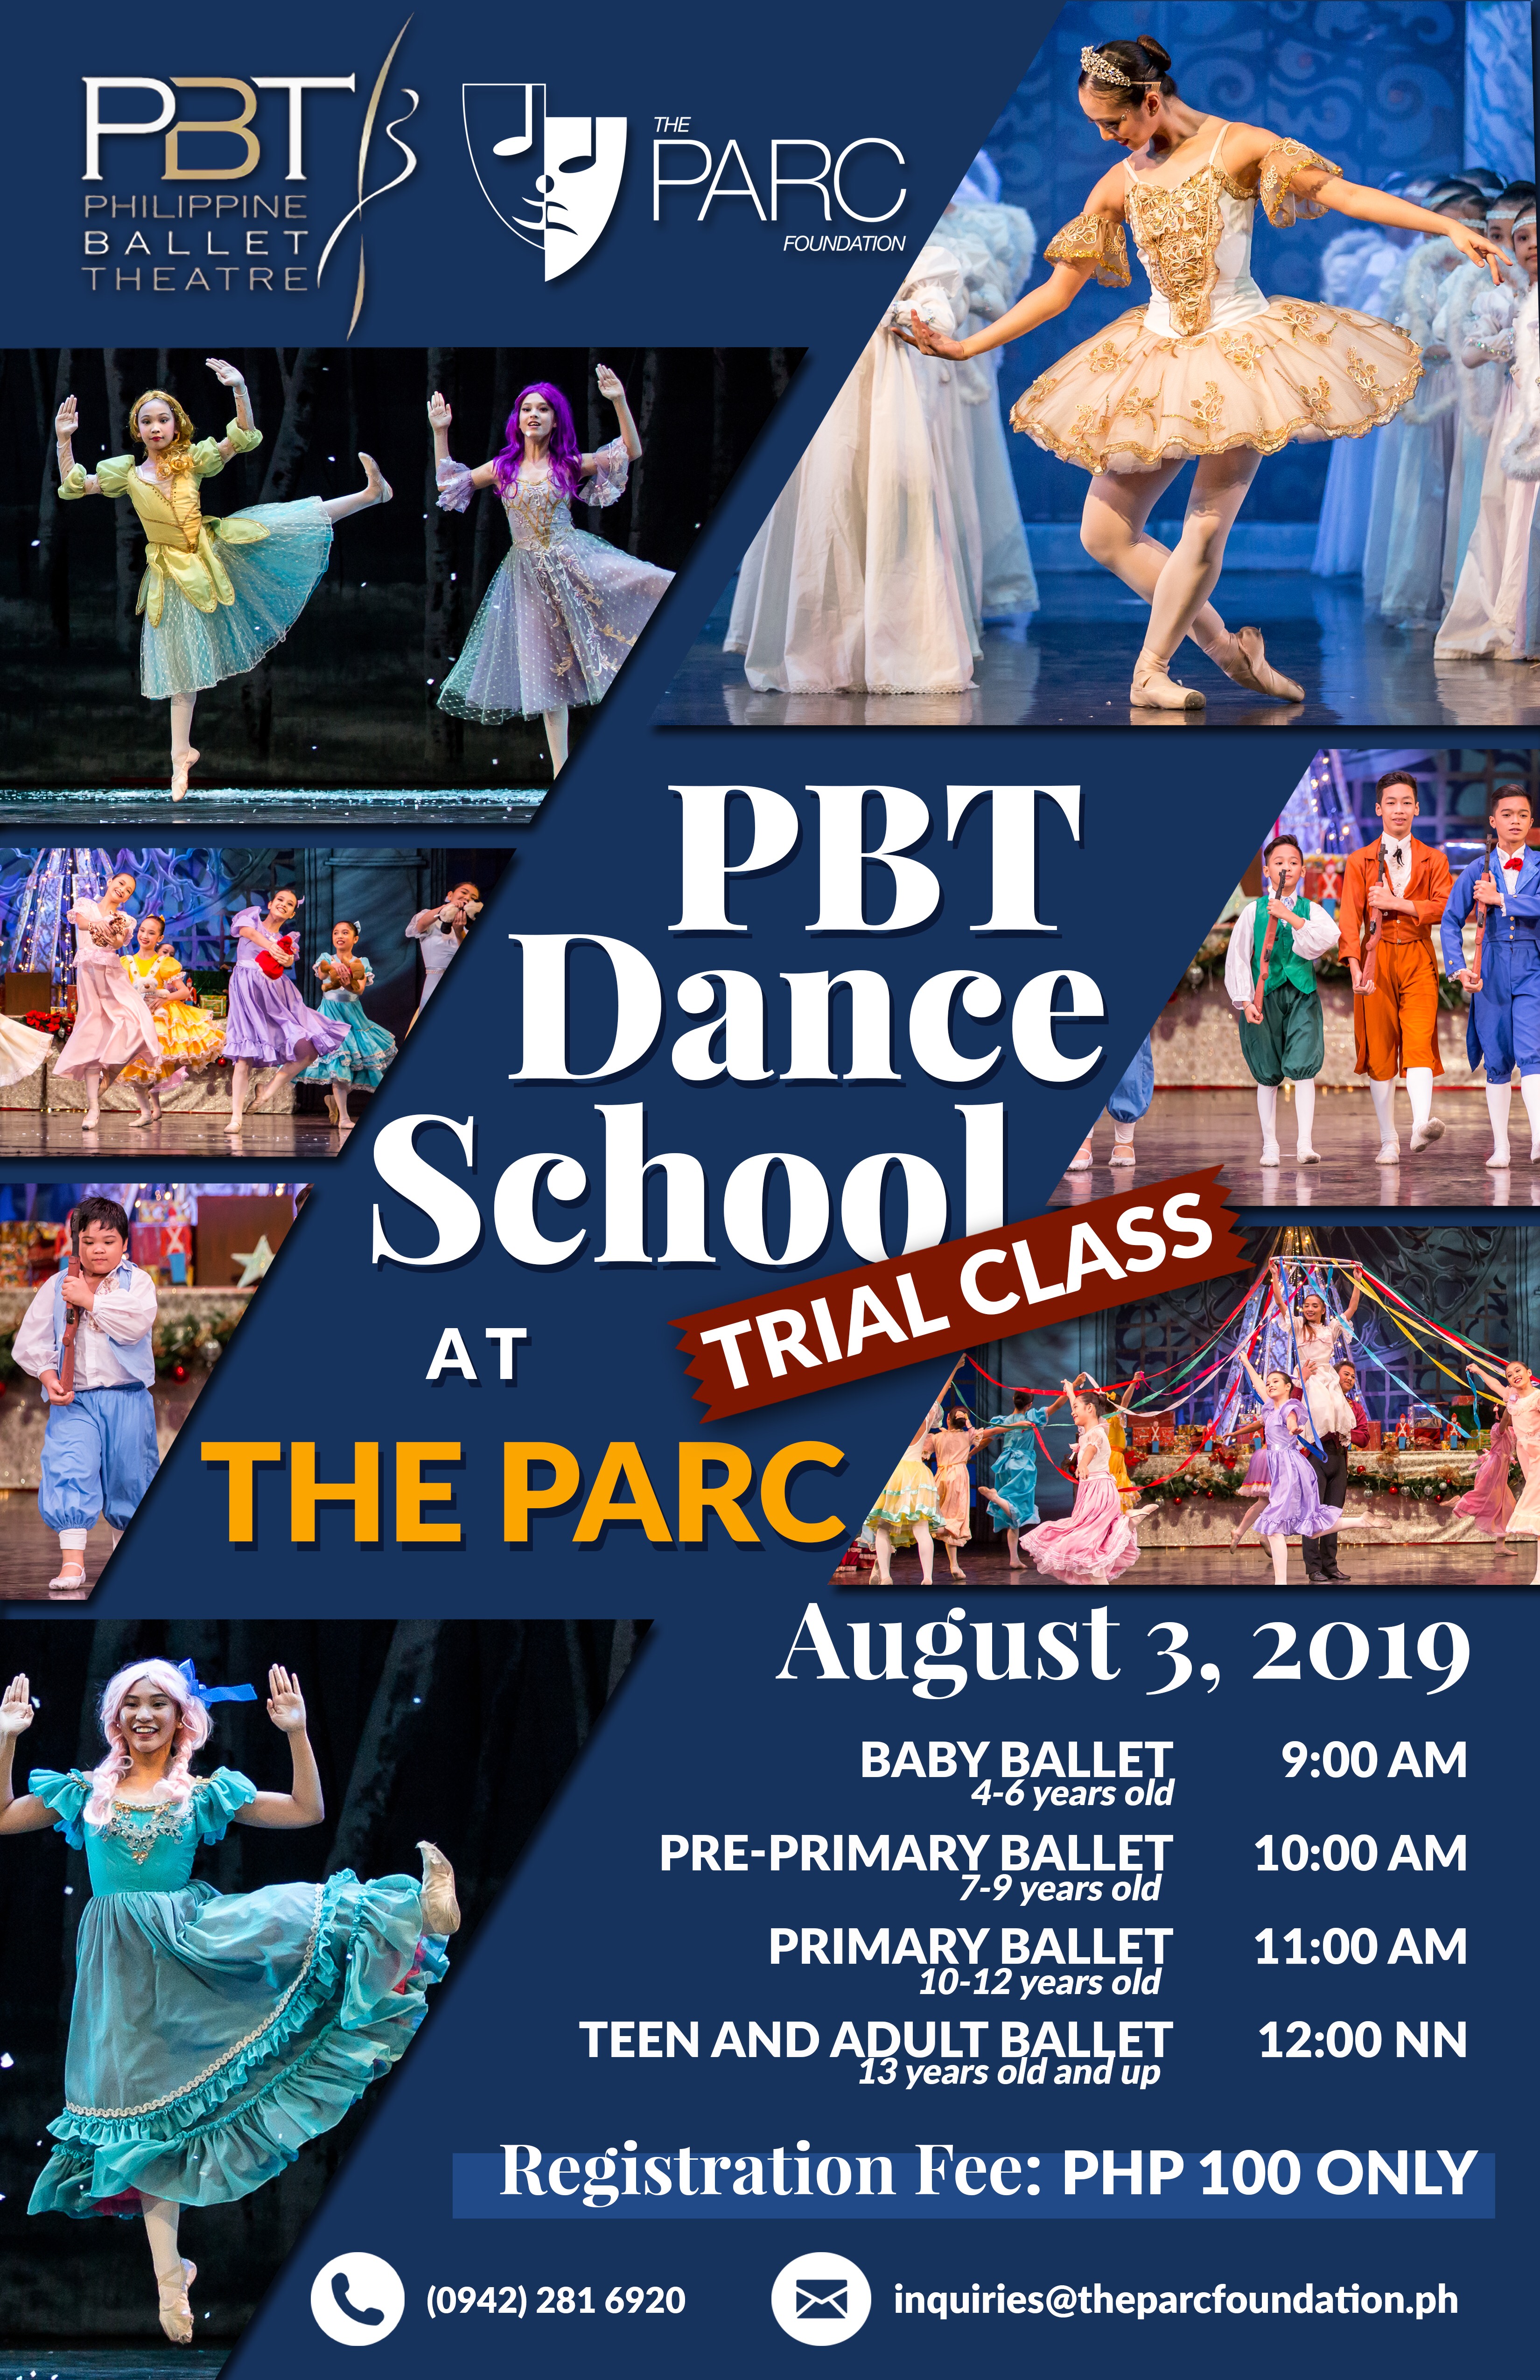 PBT
PHILIPPINE
BALLET
THEATRE
THE
PARC
FOUNDATION
PBT
Dance
School
TRIAL CLASS
AT
THE PARC
August 3, 2019
BABY BALLET 9:00 AM
4-6 years old
PRE-PRIMARY BALLET 10:00 AM
7-9 years old
PRIMARY BALLET 11:00 AM
10-12 years old
TEEN AND ADULT BALLET 12:00 NN
13 years old and up
Registration Fee: PHP 100 ONLY
(0942) 281 6920 inquiries@theparcfoundation.ph